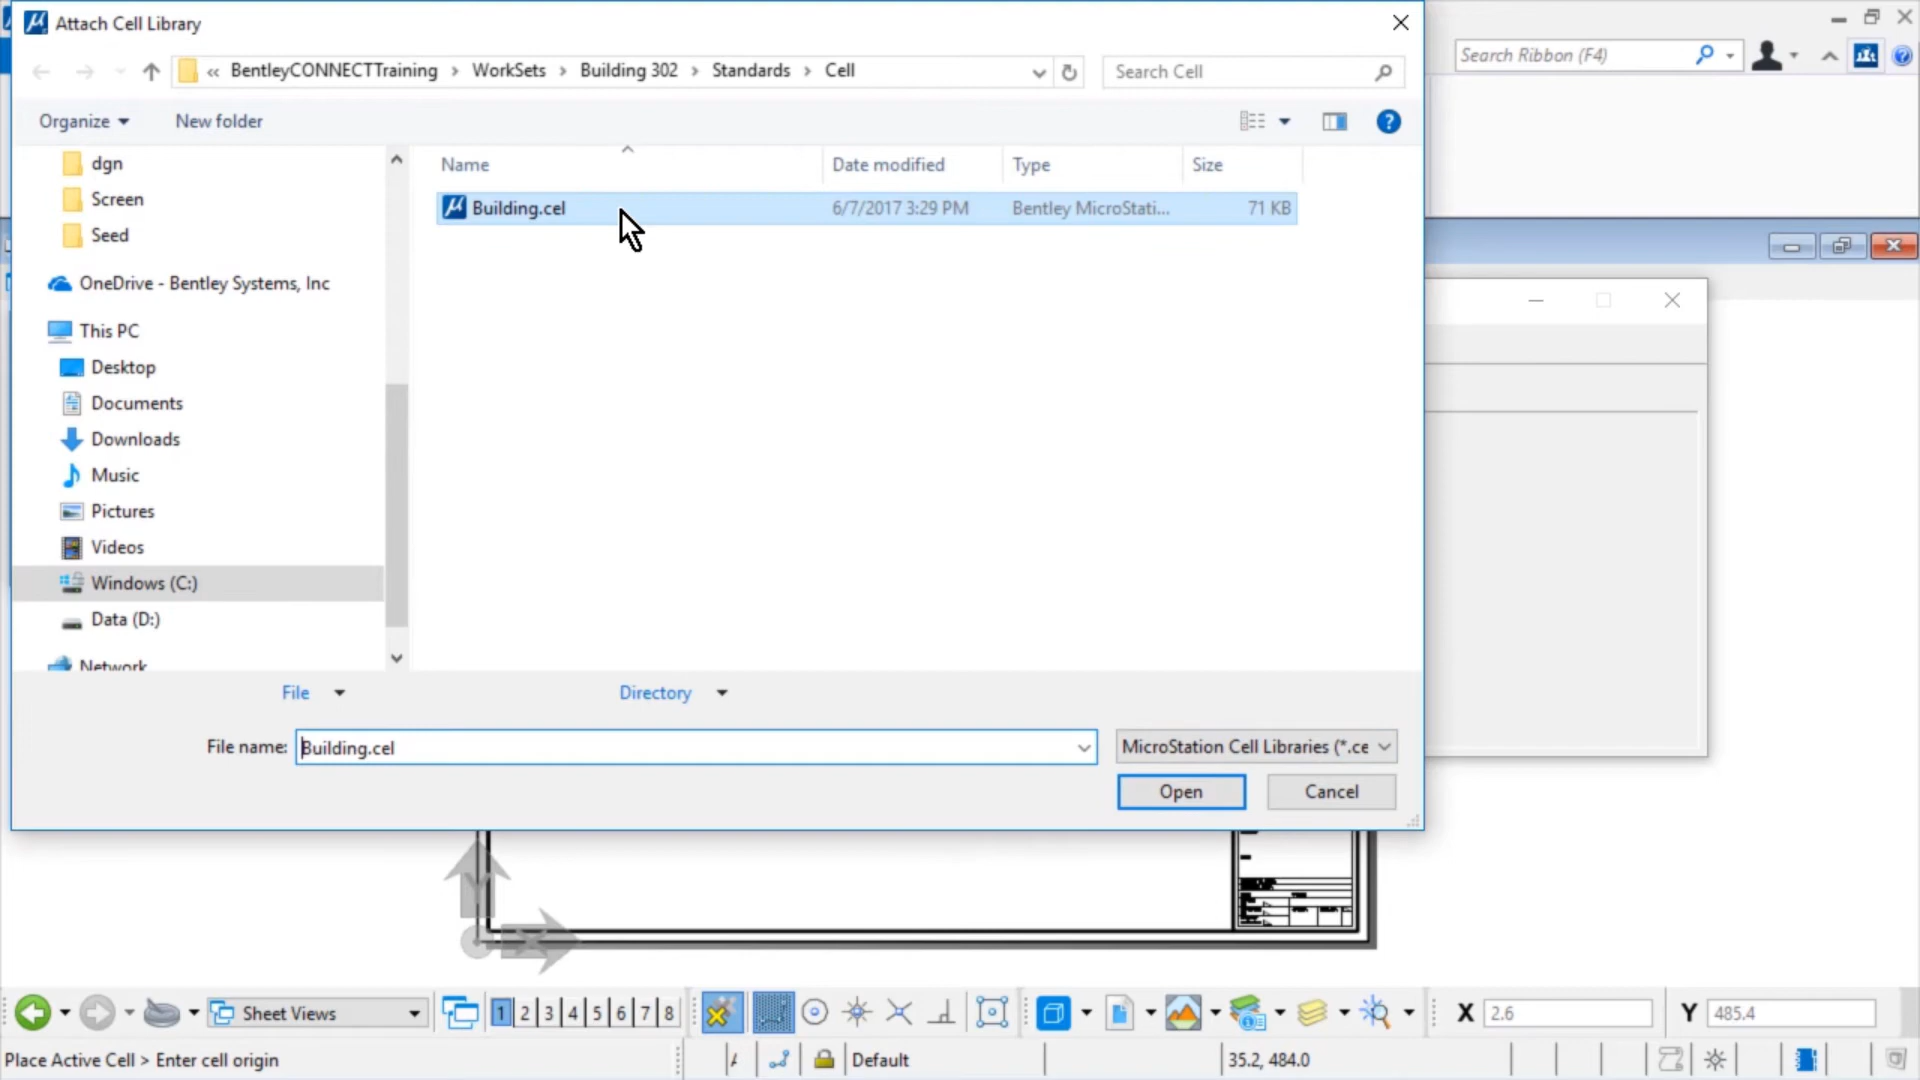 Attach Cell Library
Search Ribbon (F4)
« BentleyCONNECTTraining > WorkSets > Building 302 > Standards > Cell
Search Cell
Organize
New folder
Name
Date modified
Type
Size
Building.cel
6/7/2017 3:29 PM
Bentley MicroStati...
71 KB
dgn
Screen
Seed
OneDrive - Bentley Systems, Inc
This PC
Desktop
Documents
Downloads
Music
Pictures
Videos
Windows (C:)
Data (D:)
Network
File
Directory
File name:
Building.cel
MicroStation Cell Libraries (*.ce
Open
Cancel
Sheet Views
1 2 3 4 5 6 7 8
X 2.6
Y 485.4
Place Active Cell > Enter cell origin
Default
35.2, 484.0